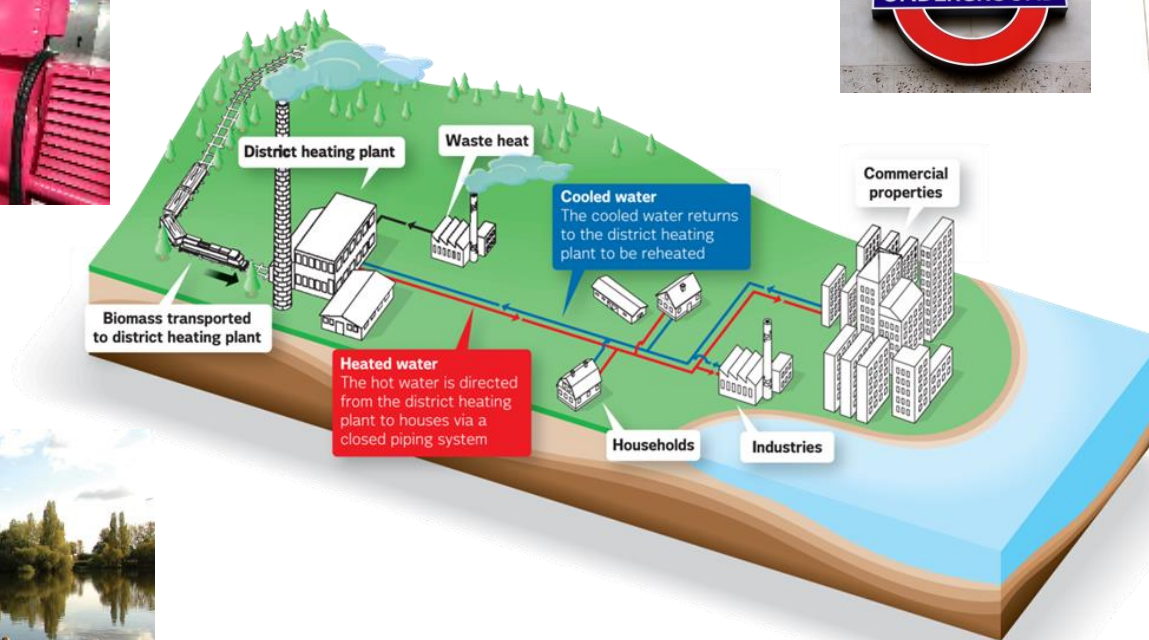 UNDERGROUND
District heating plant
Waste heat
Commercial
properties
Cooled water
The cooled water returns
to the district heating
plant to be reheated
Biomass transported
to district heating plant
Heated water
The hot water is directed
from the district heating
plant to houses via a
closed piping system
Households
Industries